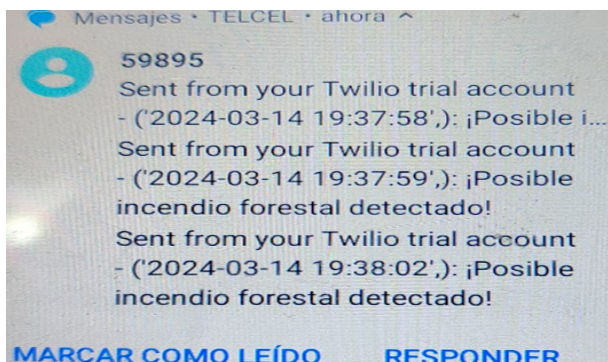 Mensajes • TELCEL • ahora ^
59895
Sent from your Twilio trial account
- ('2024-03-14 19:37:58',): ¡Posible i...
Sent from your Twilio trial account
- ('2024-03-14 19:37:59',): ¡Posible
incendio forestal detectado!
Sent from your Twilio trial account
- ('2024-03-14 19:38:02',): ¡Posible
incendio forestal detectado!
MARCAR COMO LEÍDO RESPONDER